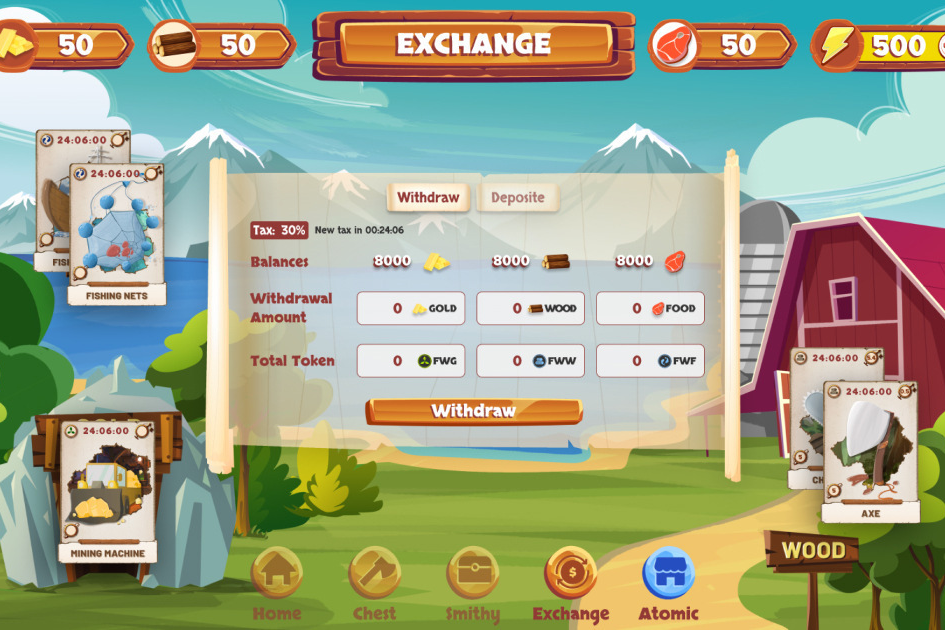 50
50
EXCHANGE
50
500
24:06:00
24:06:00
FISHING NETS
Withdraw
Deposite
Tax: 30%
New tax in 00:24:06
Balances
8000
8000
8000
Withdrawal
Amount
0 GOLD
0 WOOD
0 FOOD
Total Token
0 FWG
0 FWW
0 FWF
Withdraw
24:06:00
MINING MACHINE
24:06:00
24:06:00
AXE
WOOD
Home
Chest
Smithy
Exchange
Atomic